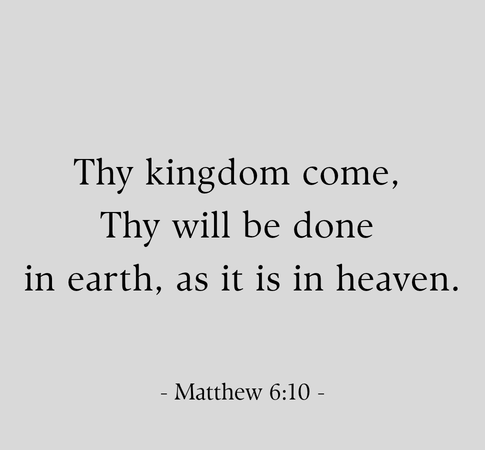 Thy kingdom come,
Thy will be done
in earth, as it is in heaven.
- Matthew 6:10 -